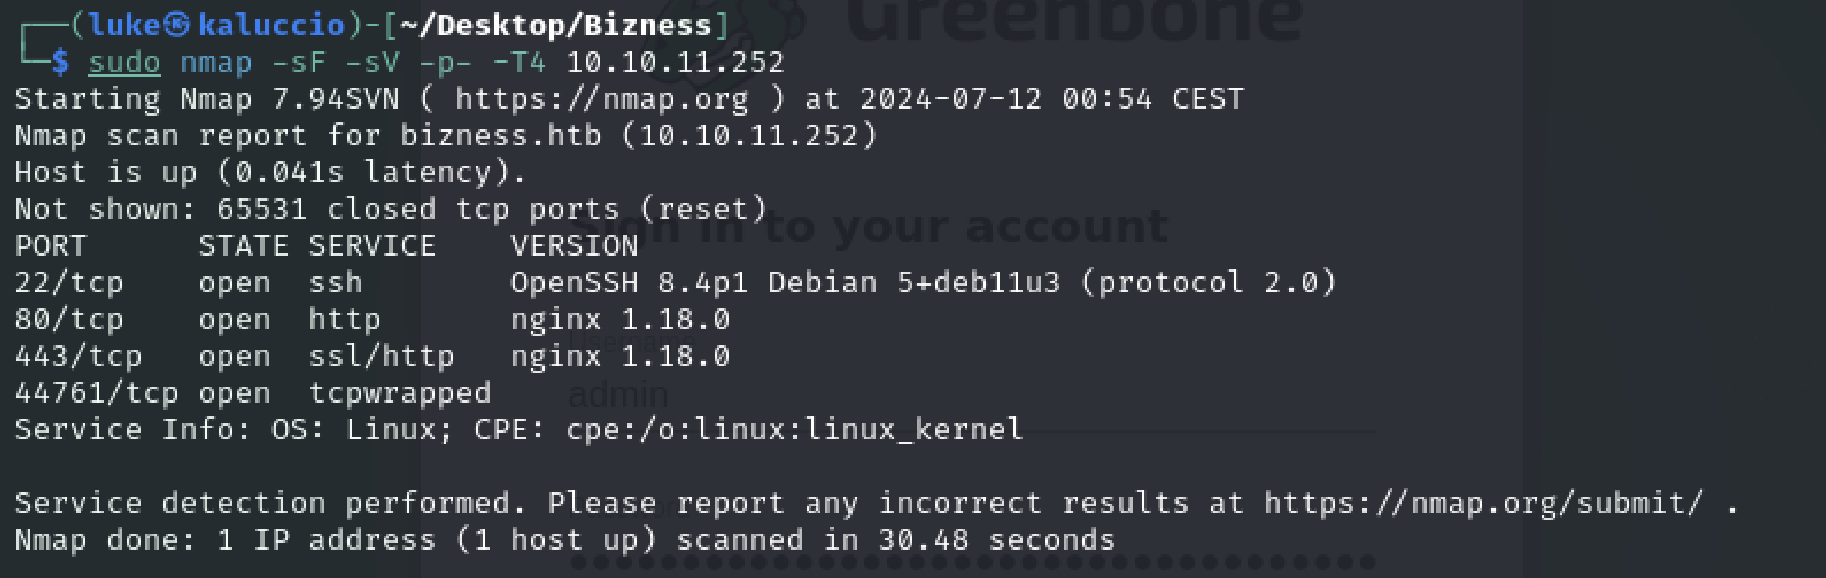 ┌──(luke㉿kaluccio)-[~/Desktop/Bizness]
└─$ sudo nmap -sF -sV -p- -T4 10.10.11.252
Starting Nmap 7.94SVN ( https://nmap.org ) at 2024-07-12 00:54 CEST
Nmap scan report for bizness.htb (10.10.11.252)
Host is up (0.041s latency).
Not shown: 65531 closed tcp ports (reset)
PORT      STATE SERVICE    VERSION
22/tcp    open  ssh        OpenSSH 8.4p1 Debian 5+deb11u3 (protocol 2.0)
80/tcp    open  http       nginx 1.18.0
443/tcp   open  ssl/http   nginx 1.18.0
44761/tcp open  tcpwrapped
Service Info: OS: Linux; CPE: cpe:/o:linux:linux_kernel
Service detection performed. Please report any incorrect results at https://nmap.org/submit/ .
Nmap done: 1 IP address (1 host up) scanned in 30.48 seconds
Greenbone
Sign in to your account
admin